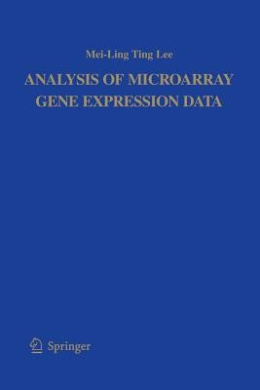 Mei-Ling Ting Lee
ANALYSIS OF MICROARRAY
GENE EXPRESSION DATA
Springer